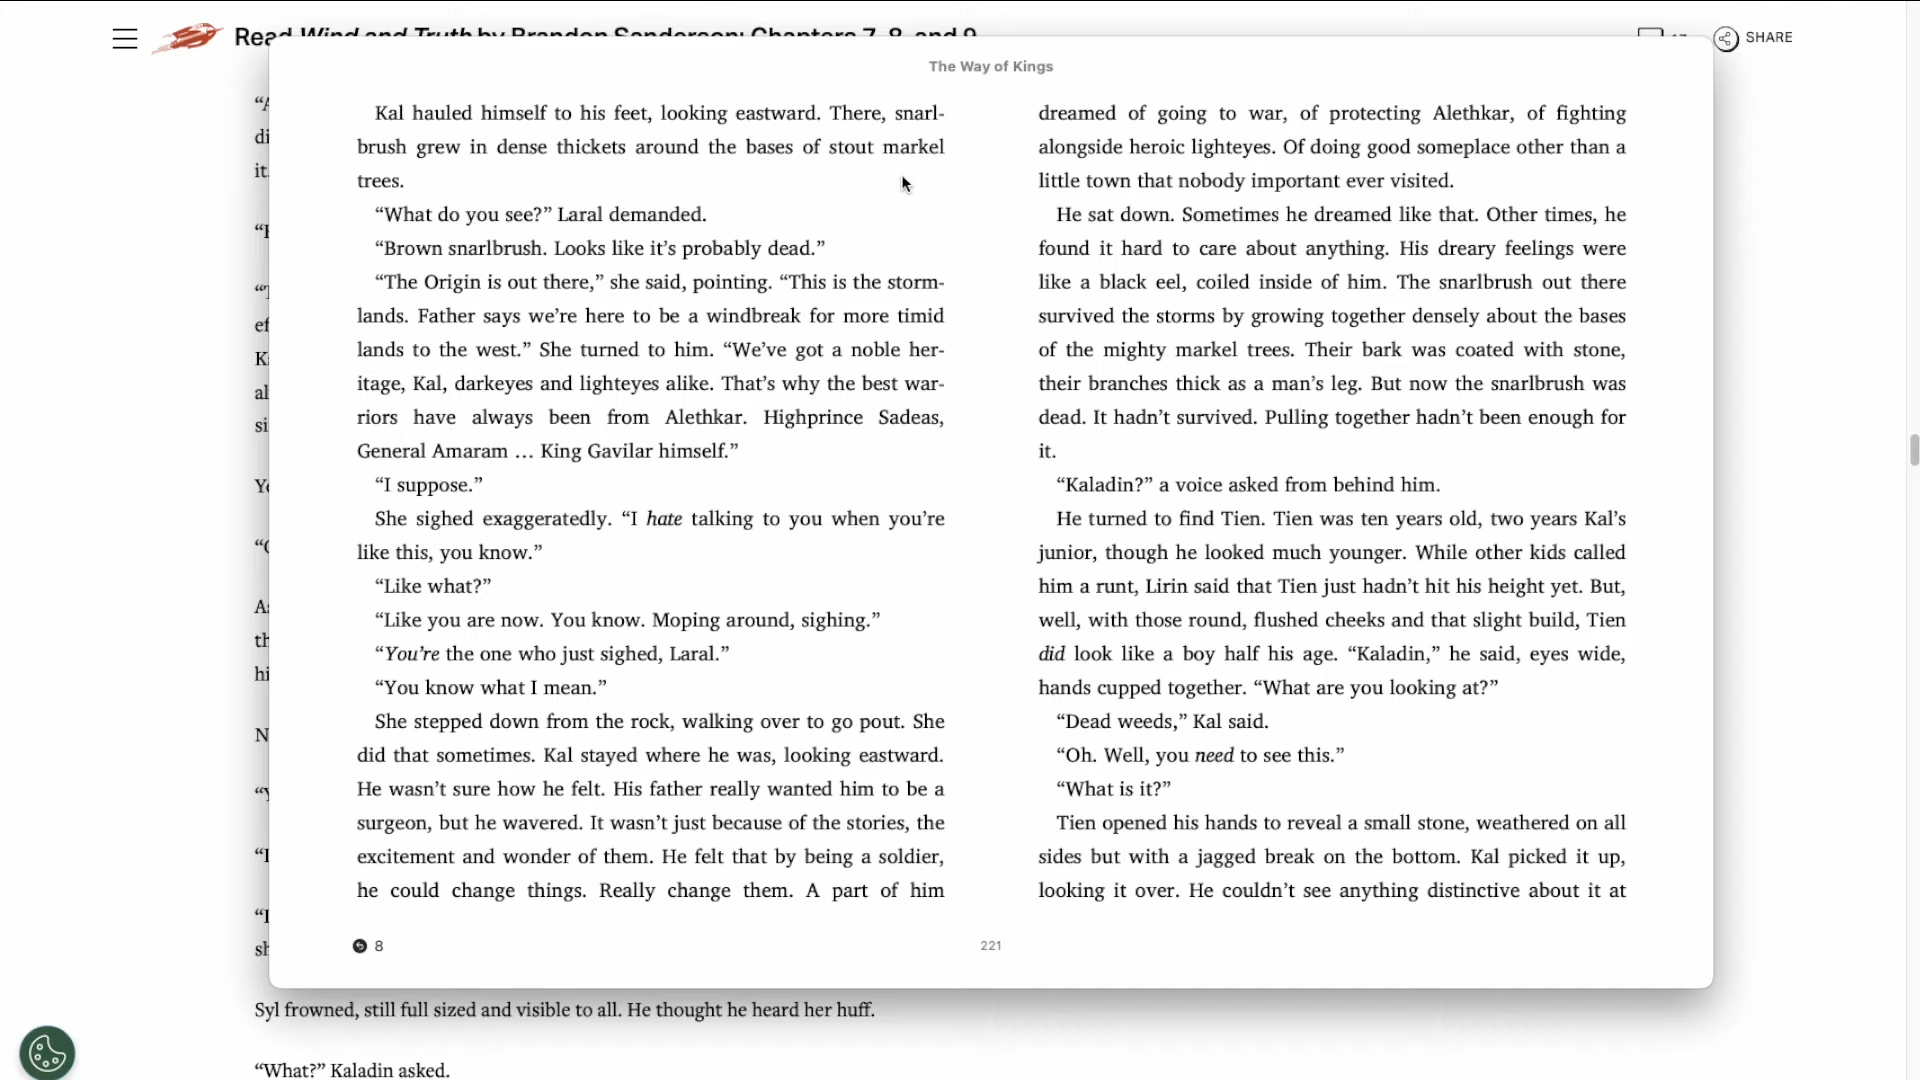 Read Wind and Truth by Brandon Sanderson: Chapters 7, 8, and 9
SHARE
The Way of Kings
Kal hauled himself to his feet, looking eastward. There, snarl-
brush grew in dense thickets around the bases of stout markel
trees.
“What do you see?” Laral demanded.
“Brown snarlbrush. Looks like it’s probably dead.”
“The Origin is out there,” she said, pointing. “This is the storm-
lands. Father says we’re here to be a windbreak for more timid
lands to the west.” She turned to him. “We’ve got a noble her-
itage, Kal, darkeyes and lighteyes alike. That’s why the best war-
riors have always been from Alethkar. Highprince Sadeas,
General Amaram … King Gavilar himself.”
“I suppose.”
She sighed exaggeratedly. “I hate talking to you when you’re
like this, you know.”
“Like what?”
“Like you are now. You know. Moping around, sighing.”
“You’re the one who just sighed, Laral.”
“You know what I mean.”
She stepped down from the rock, walking over to go pout. She
did that sometimes. Kal stayed where he was, looking eastward.
He wasn’t sure how he felt. His father really wanted him to be a
surgeon, but he wavered. It wasn’t just because of the stories, the
excitement and wonder of them. He felt that by being a soldier,
he could change things. Really change them. A part of him
dreamed of going to war, of protecting Alethkar, of fighting
alongside heroic lighteyes. Of doing good someplace other than a
little town that nobody important ever visited.
He sat down. Sometimes he dreamed like that. Other times, he
found it hard to care about anything. His dreary feelings were
like a black eel, coiled inside of him. The snarlbrush out there
survived the storms by growing together densely about the bases
of the mighty markel trees. Their bark was coated with stone,
their branches thick as a man’s leg. But now the snarlbrush was
dead. It hadn’t survived. Pulling together hadn’t been enough for
it.
“Kaladin?” a voice asked from behind him.
He turned to find Tien. Tien was ten years old, two years Kal’s
junior, though he looked much younger. While other kids called
him a runt, Lirin said that Tien just hadn’t hit his height yet. But,
well, with those round, flushed cheeks and that slight build, Tien
did look like a boy half his age. “Kaladin,” he said, eyes wide,
hands cupped together. “What are you looking at?”
“Dead weeds,” Kal said.
“Oh. Well, you need to see this.”
“What is it?”
Tien opened his hands to reveal a small stone, weathered on all
sides but with a jagged break on the bottom. Kal picked it up,
looking it over. He couldn’t see anything distinctive about it at
8
221
Syl frowned, still full sized and visible to all. He thought he heard her huff.
“What?” Kaladin asked.